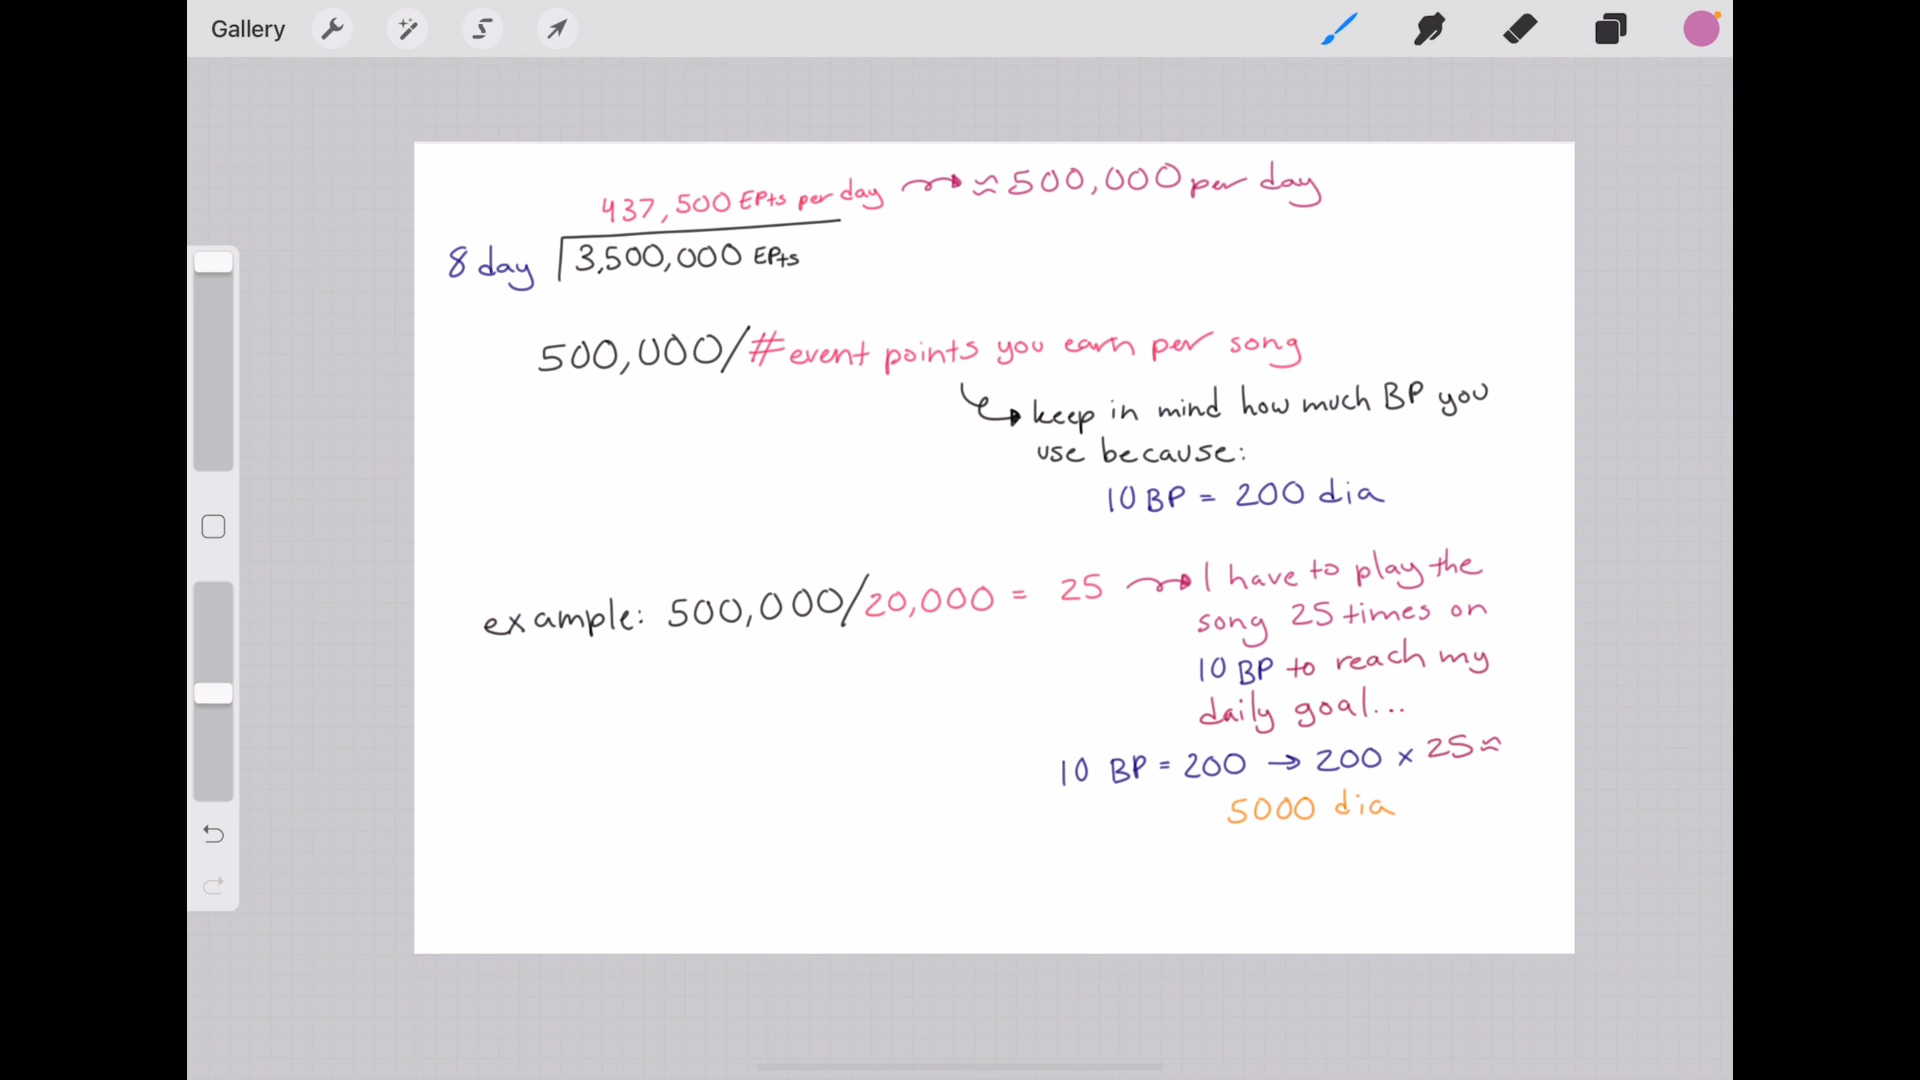 Gallery
437,500 EPts per day ≈ 500,000 per day
8 day 3,500,000 EPts
500,000/#event points you earn per song
keep in mind how much BP you
use because:
10 BP = 200 dia
example: 500,000/20,000 = 25 I have to play the
song 25 times on
10 BP to reach my
daily goal...
10 BP = 200 → 200 × 25 ≈
5000 dia